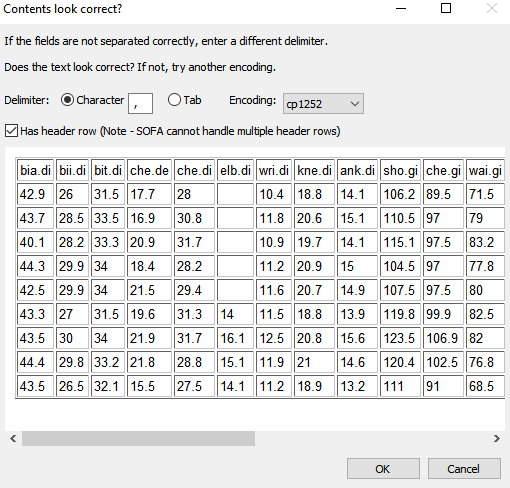 Contents look correct?
If the fields are not separated correctly, enter a different delimiter.
Does the text look correct? If not, try another encoding.
Delimiter: Character , Tab Encoding: cp1252
Has header row (Note - SOFA cannot handle multiple header rows)
bia.di bii.di bit.di che.de che.di elb.di wri.di kne.di ank.di sho.gi che.gi wai.gi
42.9 26 31.5 17.7 28 10.4 18.8 14.1 106.2 89.5 71.5
43.7 28.5 33.5 16.9 30.8 11.8 20.6 15.1 110.5 97 79
40.1 28.2 33.3 20.9 31.7 10.9 19.7 14.1 115.1 97.5 83.2
44.3 29.9 34 18.4 28.2 11.2 20.9 15 104.5 97 77.8
42.5 29.9 34 21.5 29.4 11.6 20.7 14.9 107.5 97.5 80
43.3 27 31.5 19.6 31.3 14 11.5 18.8 13.9 119.8 99.9 82.5
43.5 30 34 21.9 31.7 16.1 12.5 20.8 15.6 123.5 106.9 82
44.4 29.8 33.2 21.8 28.8 15.1 11.9 21 14.6 120.4 102.5 76.8
43.5 26.5 32.1 15.5 27.5 14.1 11.2 18.9 13.2 111 91 68.5
OK Cancel